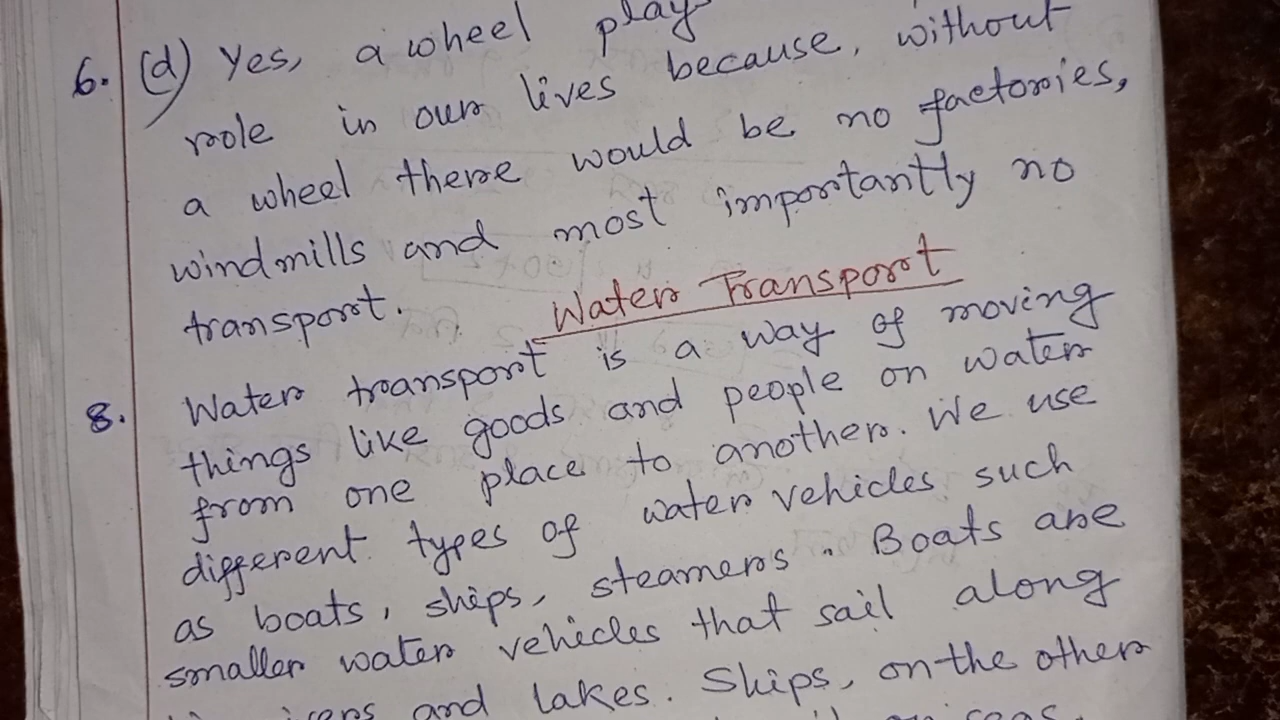 6. (d) Yes, a wheel play
role in our lives because, without
a wheel there would be no factories,
windmills and most importantly no
transport.
Water Transport
8. Water transport is a way of moving
things like goods and people on water
from one place to another. We use
different types of water vehicles such
as boats, ships, steamers. Boats are
smaller water vehicles that sail along
and lakes. Ships, on the other